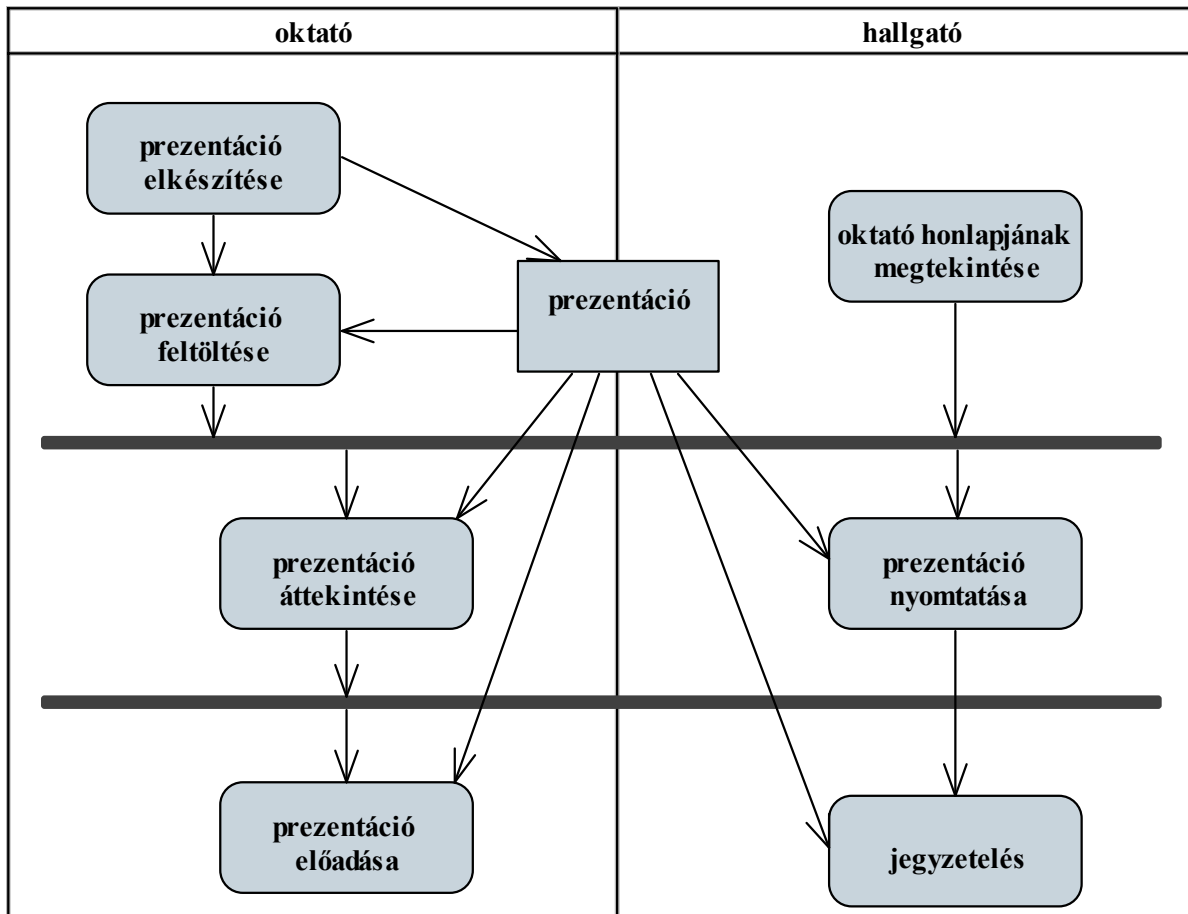 oktató
hallgató
prezentáció
elkészítése
oktató honlapjának
megtekintése
prezentáció
prezentáció
feltöltése
prezentáció
áttekintése
prezentáció
nyomtatása
prezentáció
előadása
jegyzetelés